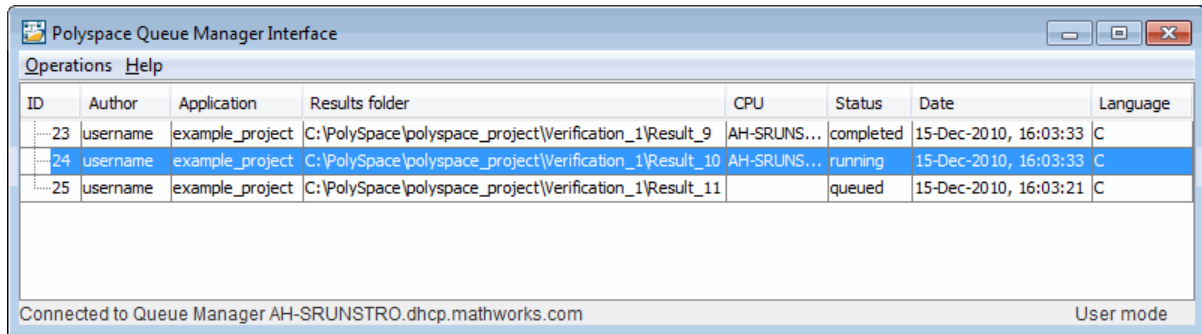 Polyspace Queue Manager Interface
Operations Help
ID Author Application Results folder CPU Status Date Language
23 username example_project C:\PolySpace\polyspace_project\Verification_1\Result_9 AH-SRUNS... completed 15-Dec-2010, 16:03:33 C
24 username example_project C:\PolySpace\polyspace_project\Verification_1\Result_10 AH-SRUNS... running 15-Dec-2010, 16:03:33 C
25 username example_project C:\PolySpace\polyspace_project\Verification_1\Result_11 queued 15-Dec-2010, 16:03:21 C
Connected to Queue Manager AH-SRUNSTRO.dhcp.mathworks.com User mode